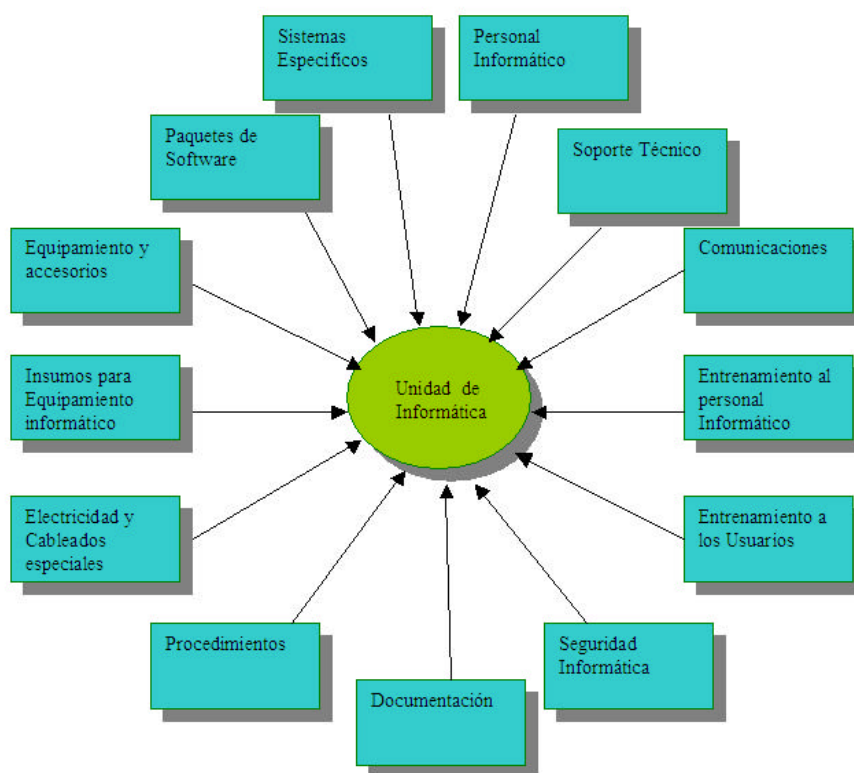 Sistemas
Especificos
Personal
Informático
Paquetes de
Software
Soporte Técnico
Equipamiento y
accesorios
Comunicaciones
Insumos para
Equipamiento
informático
Unidad de
Informática
Entrenamiento al
personal
Informático
Electricidad y
Cableados
especiales
Entrenamiento a
los Usuarios
Procedimientos
Seguridad
Informática
Documentación